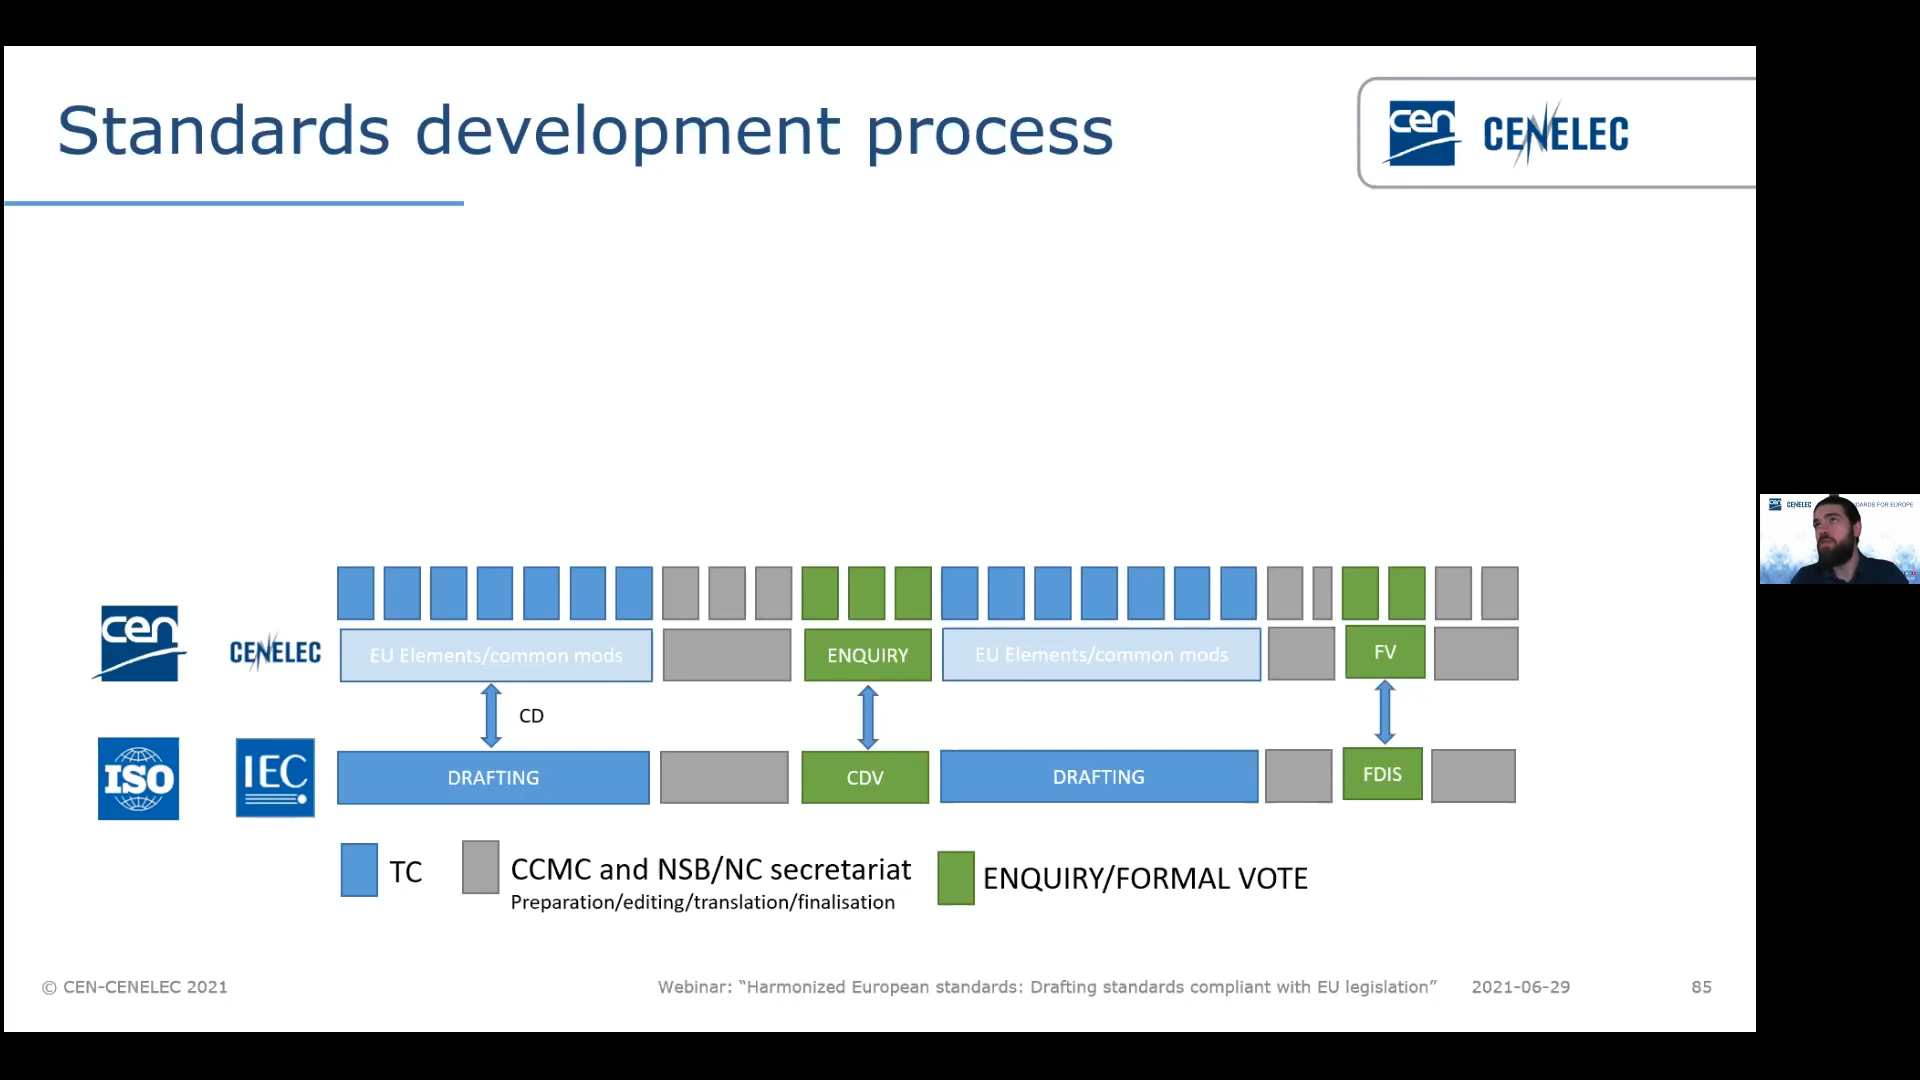 Standards development process
cen CENELEC
CENELEC
cen CENELEC EU Elements/common mods ENQUIRY EU Elements/common mods FV
CD
ISO IEC DRAFTING CDV DRAFTING FDIS
TC CCMC and NSB/NC secretariat ENQUIRY/FORMAL VOTE
Preparation/editing/translation/finalisation
© CEN-CENELEC 2021 Webinar: “Harmonized European standards: Drafting standards compliant with EU legislation” 2021-06-29 85